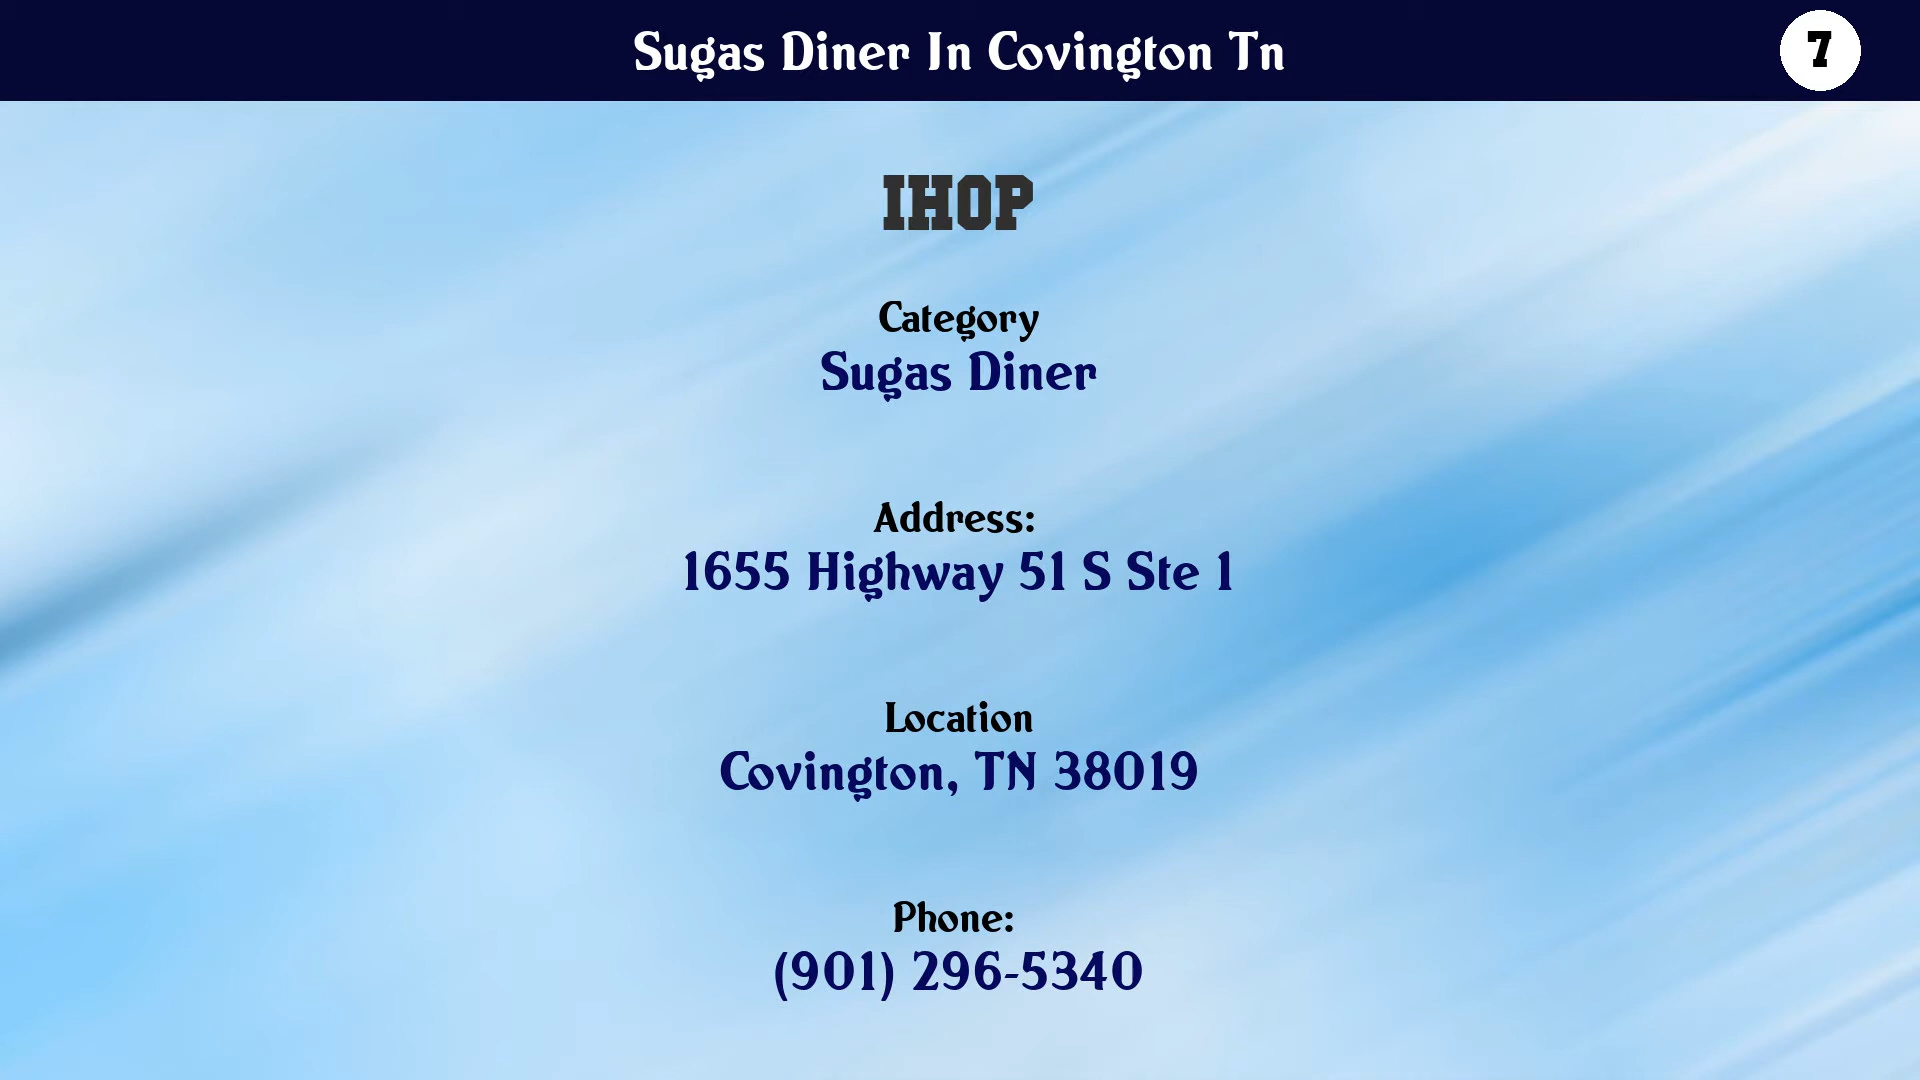 Sugas Diner In Covington Tn
7
IHOP
Category
Sugas Diner
Address:
1655 Highway 51 S Ste 1
Location
Covington, TN 38019
Phone:
(901) 296-5340